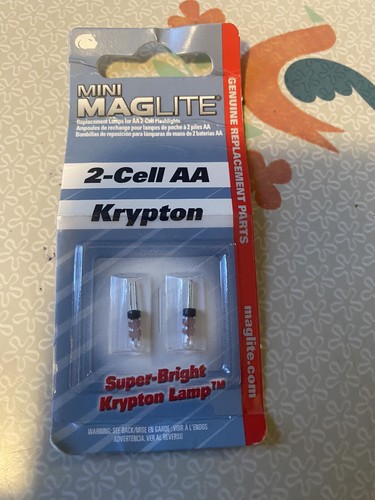 MINI
MAGLITE®
Replacement Lamps for AA 2-Cell Flashlights
Ampoules de rechange pour lampes de poche à 2 piles AA
Bombillas de reposición para lámparas de mano de 2 baterías AA
2-Cell AA
Krypton
Super-Bright
Krypton Lamp™
WARNING: SEE BACK/MISE EN GARDE: VOIR À L'ENDOS
ADVERTENCIA, VER AL REVERSO
GENUINE REPLACEMENT PARTS
maglite.com